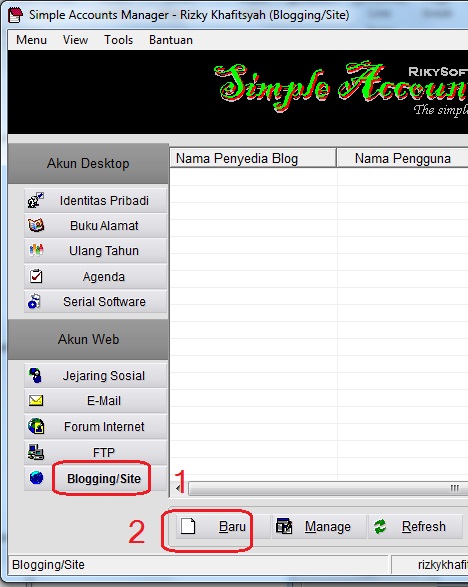 Simple Accounts Manager - Rizky Khafitsyah (Blogging/Site)
Menu View Tools Bantuan
RIKYSOFT
Simple Accoun
The simpl
Akun Desktop
Nama Penyedia Blog Nama Pengguna
Identitas Pribadi
Buku Alamat
Ulang Tahun
Agenda
Serial Software
Akun Web
Jejaring Sosial
E-Mail
Forum Internet
FTP
Blogging/Site 1
2 Baru Manage Refresh
Blogging/Site rizkykhafit